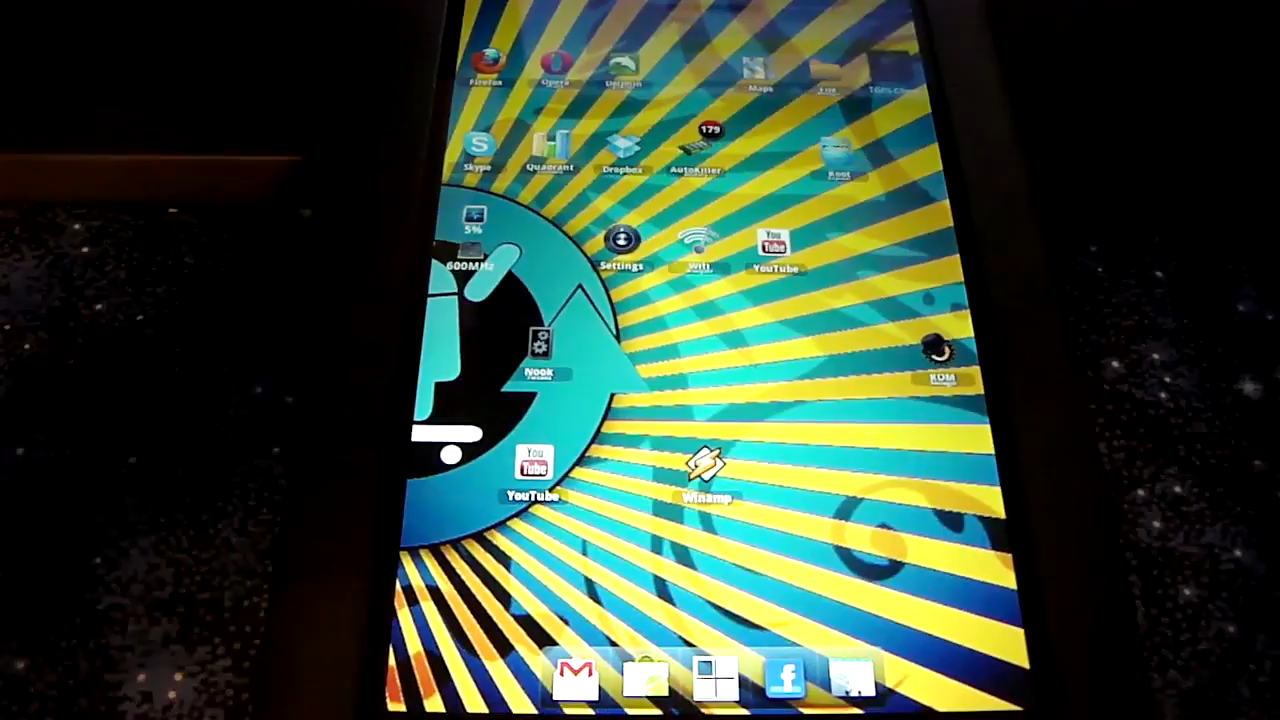 Firefox
Opera
Dolphin
Maps
179
Skype
Quadrant
Dropbox
AutoKiller
Root
5%
600MHz
Settings
Wifi
You
Tube
YouTube
Nook
ROM
You
Tube
YouTube
Winamp
f